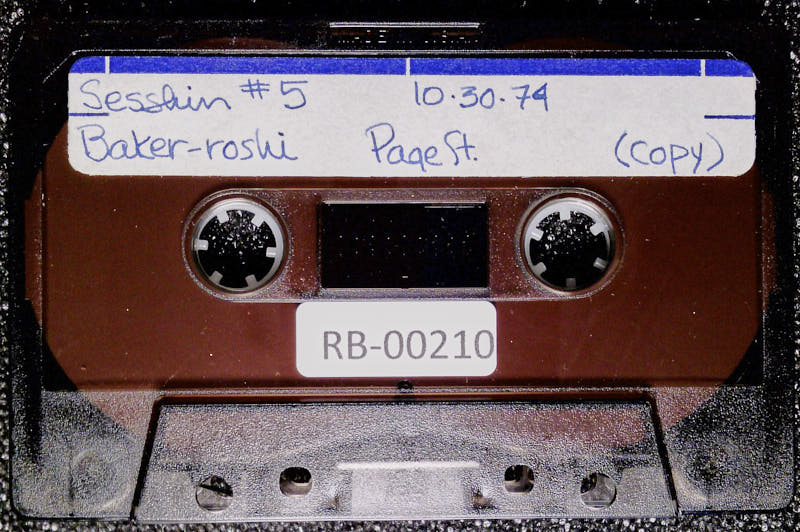 Sesshin #5 10.30.74
Baker-roshi Page St. (copy)
RB-00210